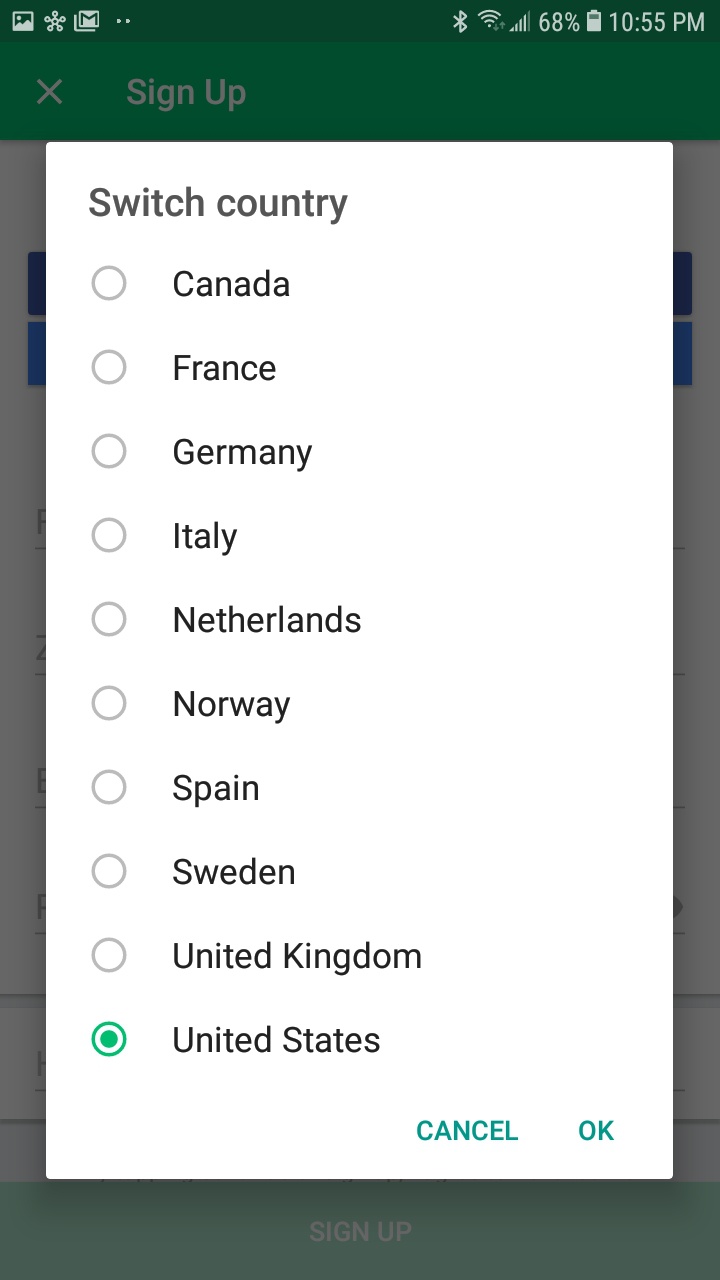 68% 10:55 PM
Sign Up
Switch country
Canada
France
Germany
Italy
Netherlands
Norway
Spain
Sweden
United Kingdom
United States
CANCEL OK
SIGN UP